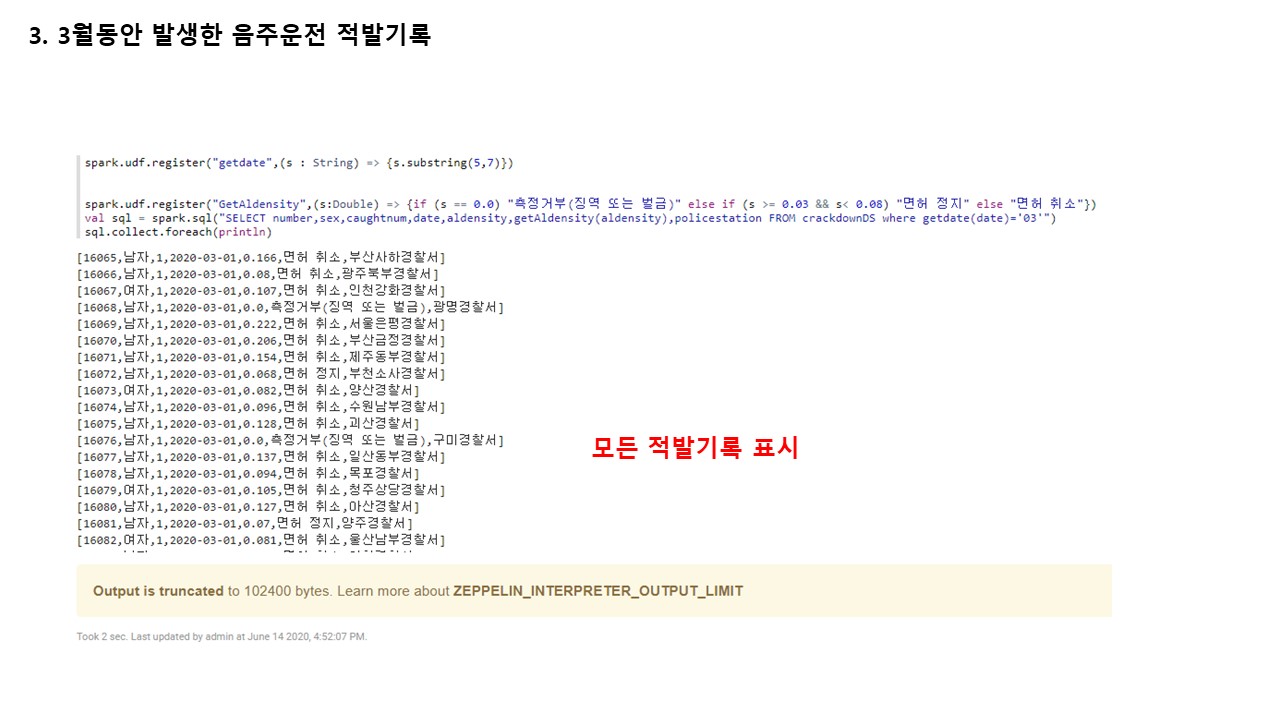 3. 3월동안 발생한 음주운전 적발기록
spark.udf.register("getdate",(s : String) => {s.substring(5,7)})
spark.udf.register("GetAldensity",(s:Double) => {if (s == 0.0) "측정거부(징역 또는 벌금)" else if (s >= 0.03 && s< 0.08) "면허 정지" else "면허 취소"})
val sql = spark.sql("SELECT number,sex,caughtnum,date,aldensity,getAldensity(aldensity),policestation FROM crackdownDS where getdate(date)='03'")
sql.collect.foreach(println)
[16065,남자,1,2020-03-01,0.166,면허 취소,부산사하경찰서]
[16066,남자,1,2020-03-01,0.08,면허 취소,광주북부경찰서]
[16067,여자,1,2020-03-01,0.107,면허 취소,인천강화경찰서]
[16068,남자,1,2020-03-01,0.0,측정거부(징역 또는 벌금),광명경찰서]
[16069,남자,1,2020-03-01,0.222,면허 취소,서울은평경찰서]
[16070,남자,1,2020-03-01,0.206,면허 취소,부산금정경찰서]
[16071,남자,1,2020-03-01,0.154,면허 취소,제주동부경찰서]
[16072,남자,1,2020-03-01,0.068,면허 정지,부천소사경찰서]
[16073,여자,1,2020-03-01,0.082,면허 취소,양산경찰서]
[16074,남자,1,2020-03-01,0.096,면허 취소,수원남부경찰서]
[16075,남자,1,2020-03-01,0.128,면허 취소,괴산경찰서]
[16076,남자,1,2020-03-01,0.0,측정거부(징역 또는 벌금),구미경찰서]
모든 적발기록 표시
[16077,남자,1,2020-03-01,0.137,면허 취소,일산동부경찰서]
[16078,남자,1,2020-03-01,0.094,면허 취소,목포경찰서]
[16079,여자,1,2020-03-01,0.105,면허 취소,청주상당경찰서]
[16080,남자,1,2020-03-01,0.127,면허 취소,마산경찰서]
[16081,남자,1,2020-03-01,0.07,면허 정지,양주경찰서]
[16082,여자,1,2020-03-01,0.081,면허 취소,울산남부경찰서]
Output is truncated to 102400 bytes. Learn more about ZEPPELIN_INTERPRETER_OUTPUT_LIMIT
Took 2 sec. Last updated by admin at June 14 2020, 4:52:07 PM.